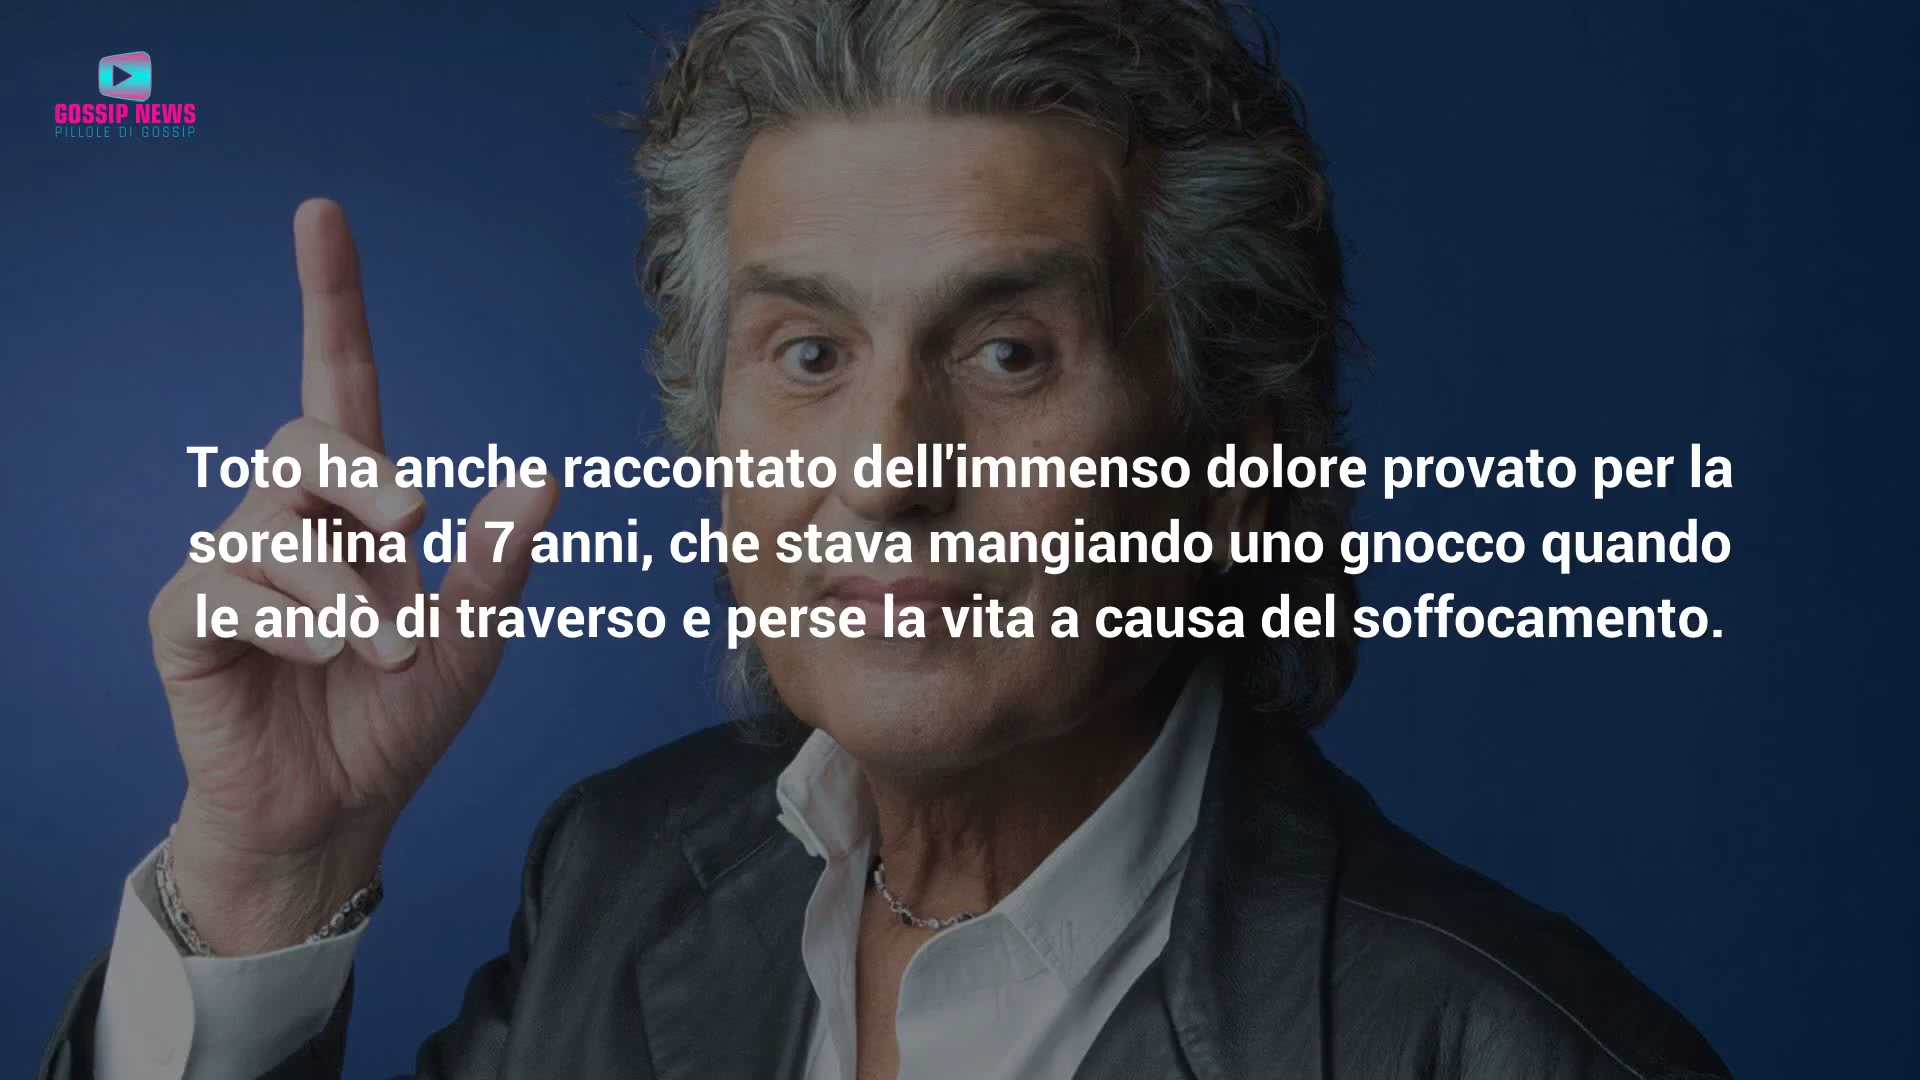 GOSSIP NEWS
PILLOLE DI GOSSIP
Toto ha anche raccontato dell'immenso dolore provato per la
sorellina di 7 anni, che stava mangiando uno gnocco quando
le andò di traverso e perse la vita a causa del soffocamento.